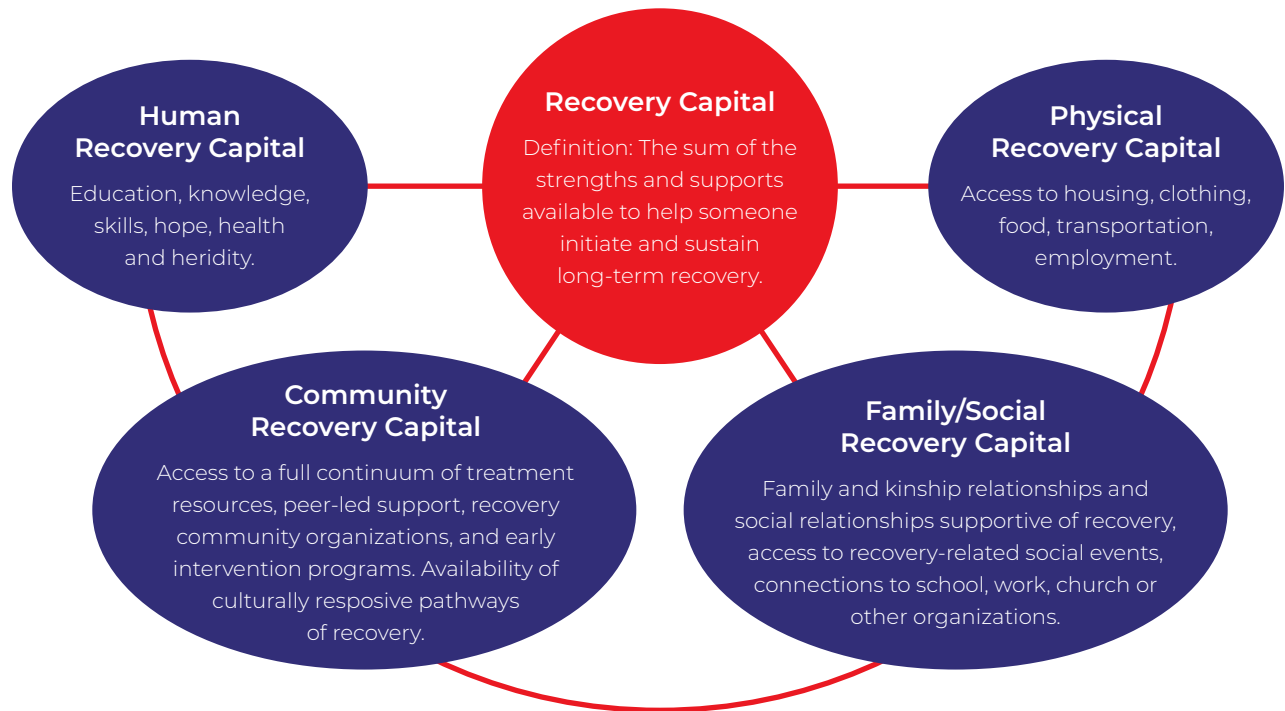 Recovery Capital
Definition: The sum of the
strengths and supports
available to help someone
initiate and sustain
long-term recovery.
Human
Recovery Capital
Education, knowledge,
skills, hope, health
and heridity.
Physical
Recovery Capital
Access to housing, clothing,
food, transportation,
employment.
Community
Recovery Capital
Access to a full continuum of treatment
resources, peer-led support, recovery
community organizations, and early
intervention programs. Availability of
culturally resposive pathways
of recovery.
Family/Social
Recovery Capital
Family and kinship relationships and
social relationships supportive of recovery,
access to recovery-related social events,
connections to school, work, church or
other organizations.